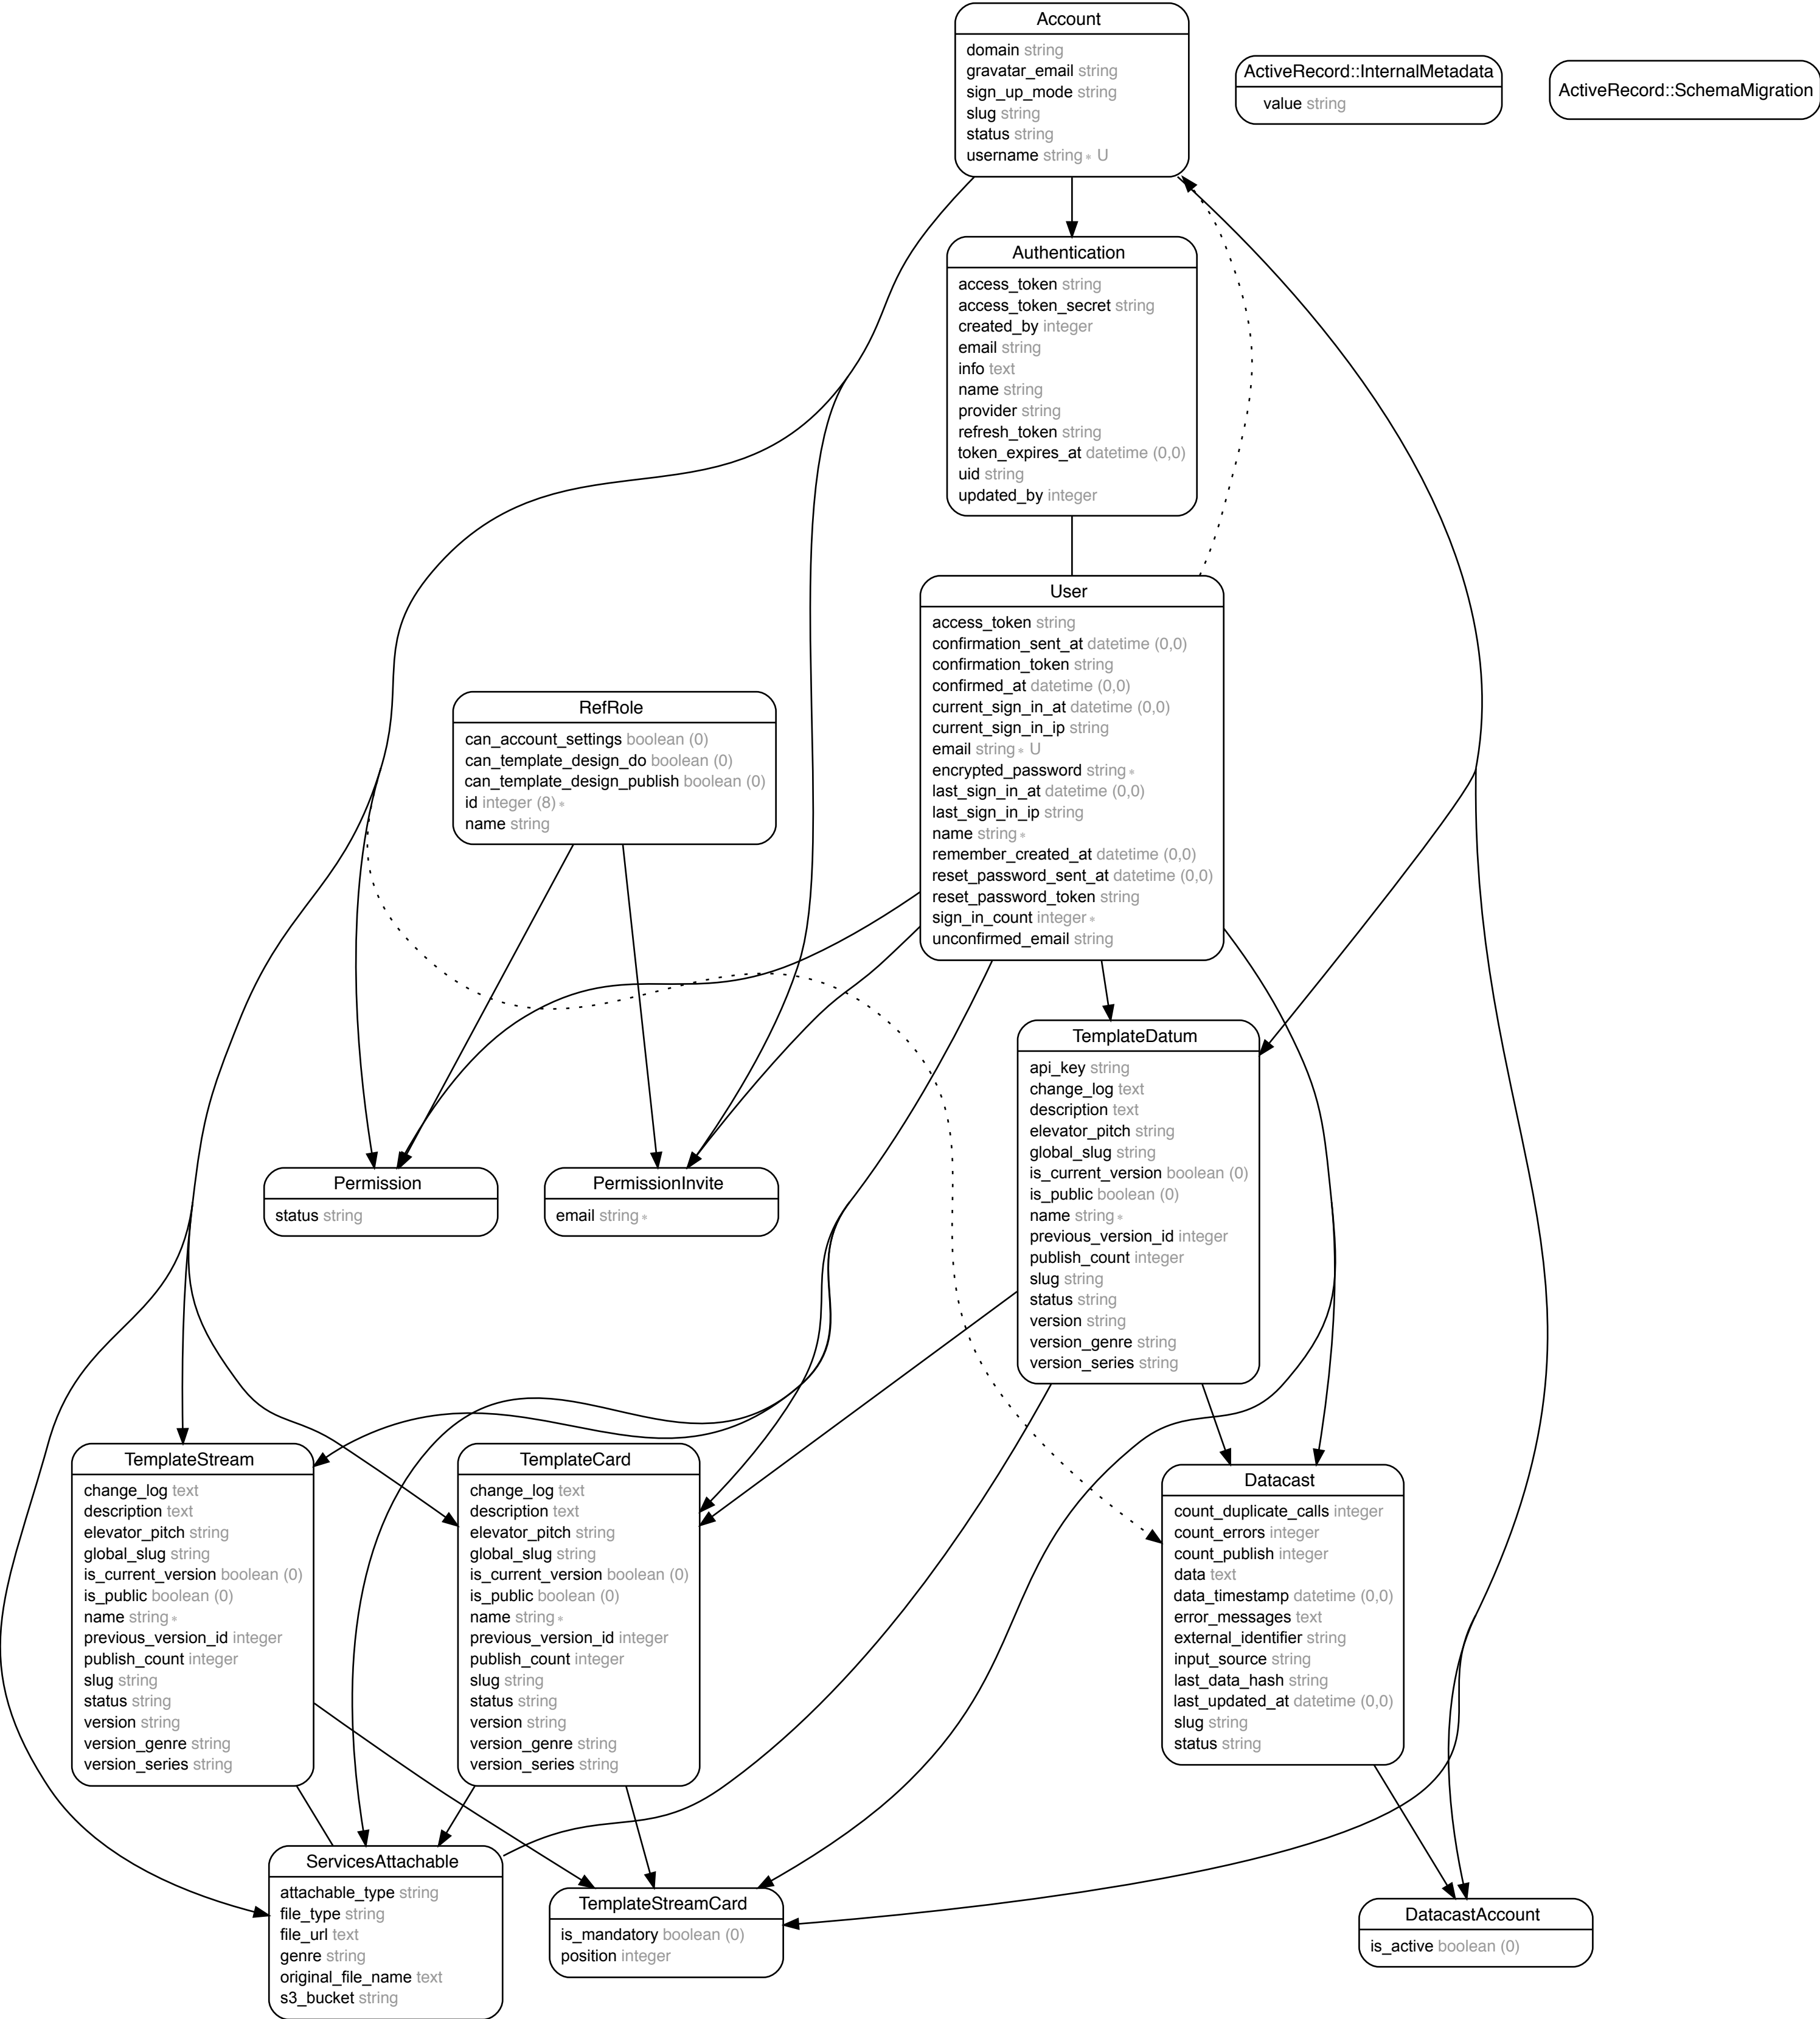 Account
domain string
gravatar_email string
sign_up_mode string
slug string
status string
username string * U
ActiveRecord::InternalMetadata
value string
ActiveRecord::SchemaMigration
Authentication
access_token string
access_token_secret string
created_by integer
email string
info text
name string
provider string
refresh_token string
token_expires_at datetime (0,0)
uid string
updated_by integer
User
access_token string
confirmation_sent_at datetime (0,0)
confirmation_token string
confirmed_at datetime (0,0)
current_sign_in_at datetime (0,0)
current_sign_in_ip string
email string * U
encrypted_password string *
last_sign_in_at datetime (0,0)
last_sign_in_ip string
name string *
remember_created_at datetime (0,0)
reset_password_sent_at datetime (0,0)
reset_password_token string
sign_in_count integer *
unconfirmed_email string
RefRole
can_account_settings boolean (0)
can_template_design_do boolean (0)
can_template_design_publish boolean (0)
id integer (8) *
name string
TemplateDatum
api_key string
change_log text
description text
elevator_pitch string
global_slug string
is_current_version boolean (0)
is_public boolean (0)
name string *
previous_version_id integer
publish_count integer
slug string
status string
version string
version_genre string
version_series string
Permission
status string
PermissionInvite
email string *
TemplateStream
change_log text
description text
elevator_pitch string
global_slug string
is_current_version boolean (0)
is_public boolean (0)
name string *
previous_version_id integer
publish_count integer
slug string
status string
version string
version_genre string
version_series string
TemplateCard
change_log text
description text
elevator_pitch string
global_slug string
is_current_version boolean (0)
is_public boolean (0)
name string *
previous_version_id integer
publish_count integer
slug string
status string
version string
version_genre string
version_series string
Datacast
count_duplicate_calls integer
count_errors integer
count_publish integer
data text
data_timestamp datetime (0,0)
error_messages text
external_identifier string
input_source string
last_data_hash string
last_updated_at datetime (0,0)
slug string
status string
ServicesAttachable
attachable_type string
file_type string
file_url text
genre string
original_file_name text
s3_bucket string
TemplateStreamCard
is_mandatory boolean (0)
position integer
DatacastAccount
is_active boolean (0)